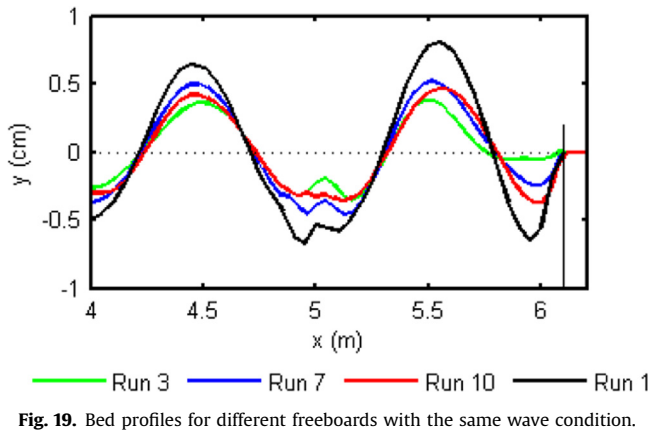 1
0.5
0
-0.5
-1
y (cm)
4 4.5 5 5.5 6
x (m)
Run 3 Run 7 Run 10 Run 1
Fig. 19. Bed profiles for different freeboards with the same wave condition.